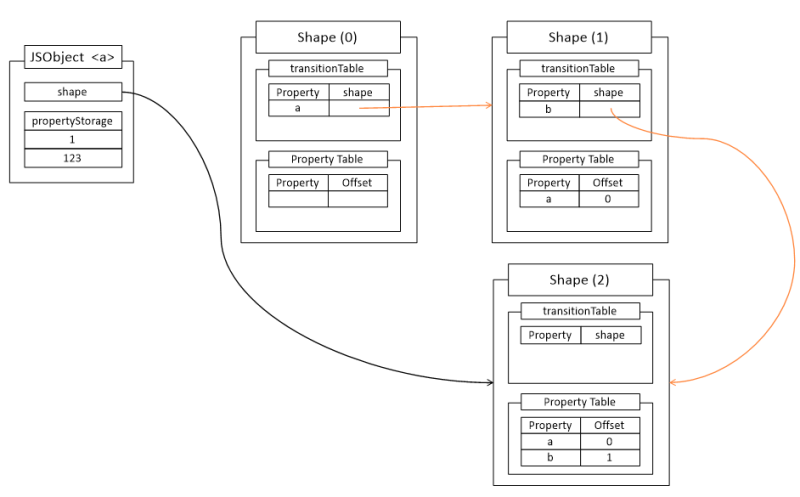 JSObject <a>
shape
propertyStorage
1
123
Shape (0)
transitionTable
Property shape
a
Property Table
Property Offset
Shape (1)
transitionTable
Property shape
b
Property Table
Property Offset
a 0
Shape (2)
transitionTable
Property shape
Property Table
Property Offset
a 0
b 1